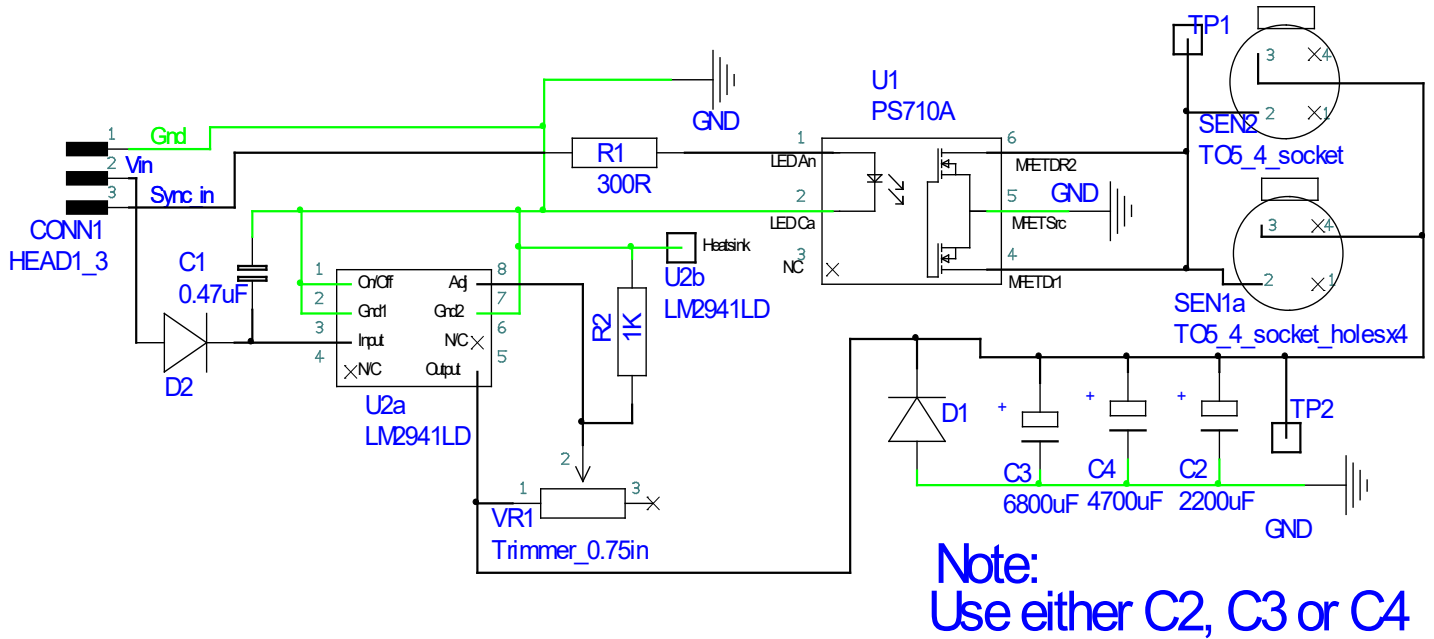 TP1
3
4
2
1
SEN2
TO5_4_socket
U1
PS710A
GND
1
Gnd
2
Vin
3
Sync in
CONN1
HEAD1_3
R1
300R
1
LED An
6
MFETDR2
2
LED Ca
5
GND
MFETSrc
3
NC
4
MFETDr1
3
4
2
1
SEN1a
TO5_4_socket_holesx4
C1
0.47uF
Heatsink
U2b
LM2941LD
1
On/Off
Adj
8
2
Gnd1
Gnd2
7
3
Input
N/C
6
4
N/C
Output
5
R2
1K
D2
U2a
LM2941LD
2
1
3
VR1
Trimmer_0.75in
D1
+
+
+
TP2
C3
6800uF
C4
4700uF
C2
2200uF
GND
Note:
Use either C2, C3 or C4